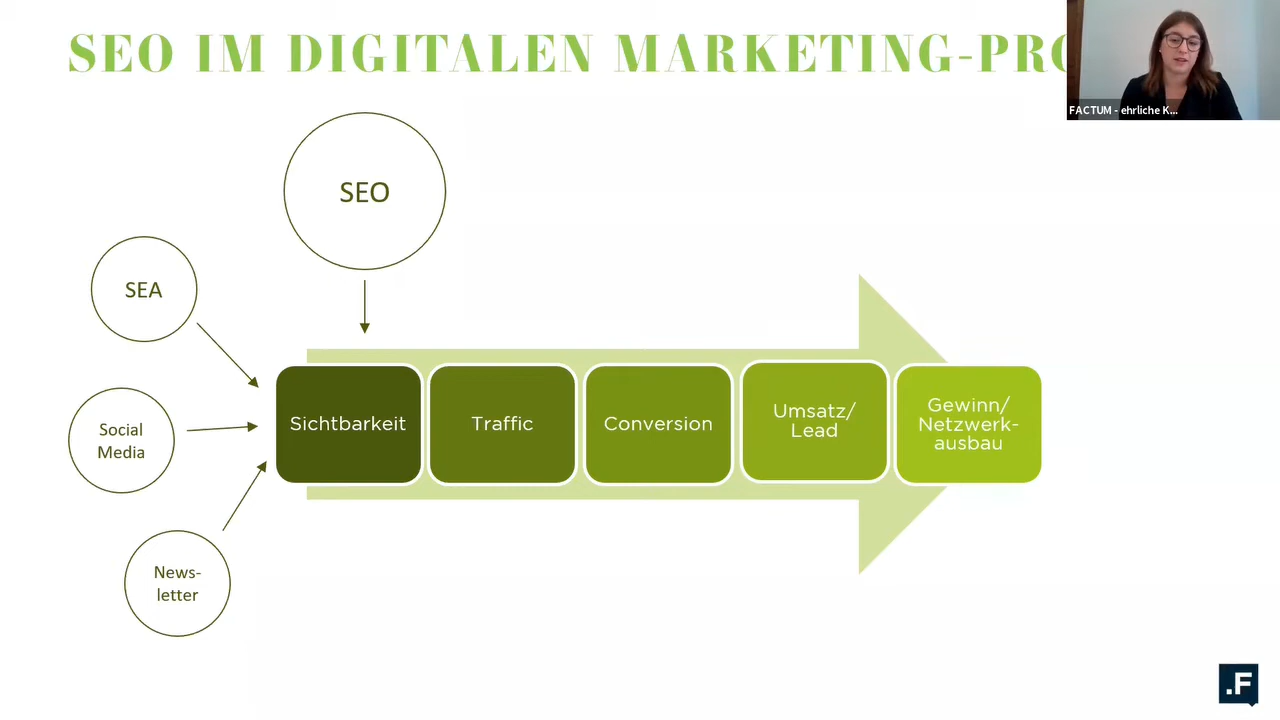 SEO IM DIGITALEN MARKETING-PRO
FACTUM - ehrliche K...
SEO
SEA
Social
Media
News-
letter
Sichtbarkeit
Traffic
Conversion
Umsatz/
Lead
Gewinn/
Netzwerk-
ausbau
.F